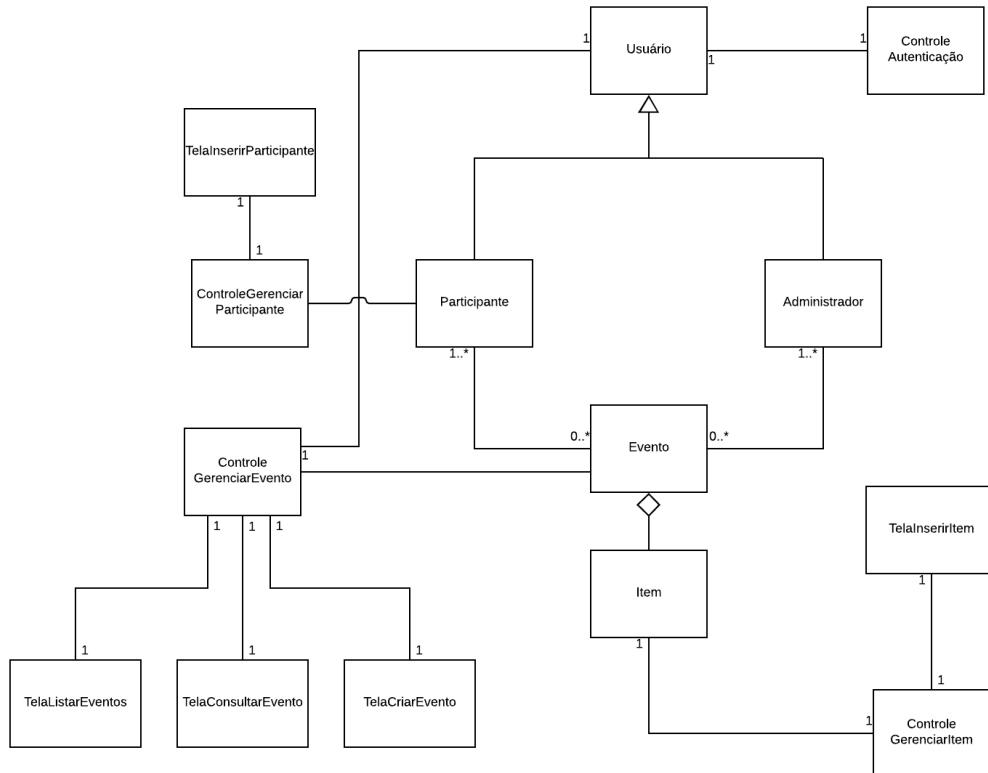 1
Usuário
1
1
Controle
Autenticação
TelaInserirParticipante
1
1
ControleGerenciar
Participante
Participante
Administrador
1..*
1..*
0..*
Evento
0..*
Controle
GerenciarEvento
1
1
1
1
TelaInserirItem
Item
1
1
1
1
1
TelaListarEventos
TelaConsultarEvento
TelaCriarEvento
1
1
Controle
GerenciarItem